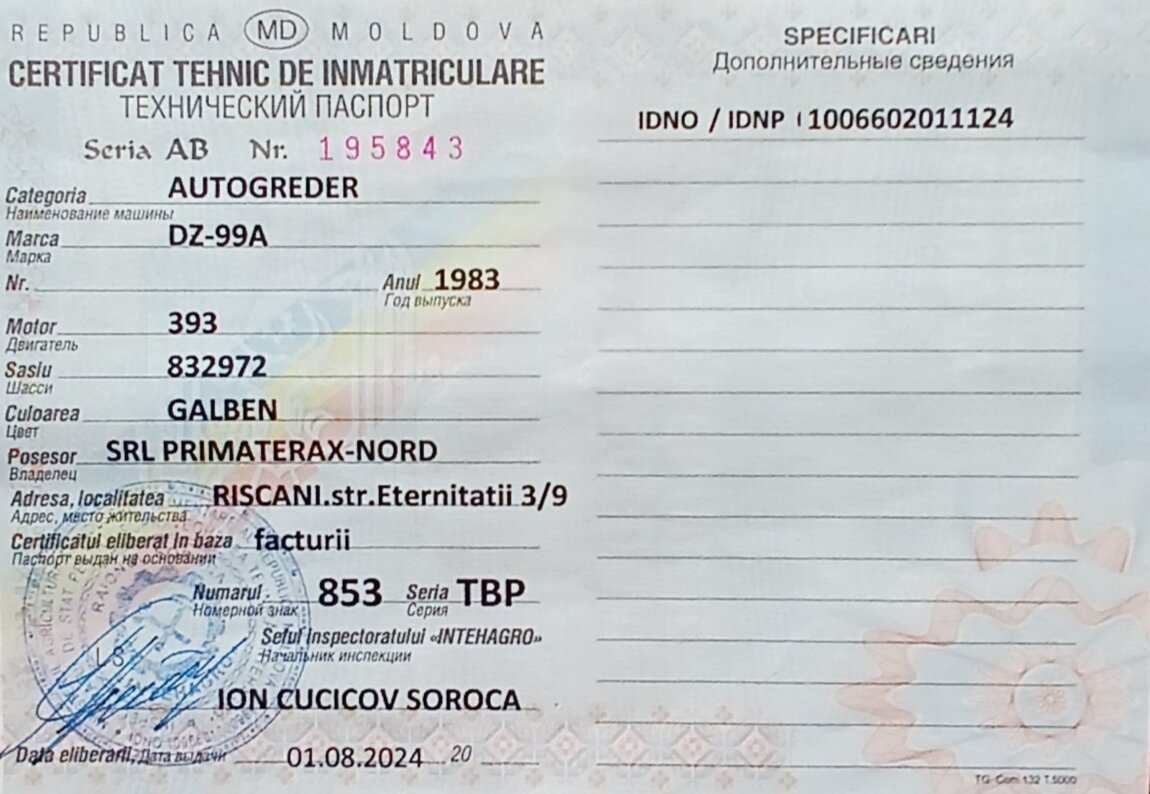 REPUBLICA MD MOLDOVA
CERTIFICAT TEHNIC DE INMATRICULARE
ТЕХНИЧЕСКИЙ ПАСПОРТ
Seria AB Nr. 195843
Categoria AUTOGREDER
Наименование машины
Marca DZ-99A
Марка
Nr. Anul 1983
Год выпуска
Motor 393
Двигатель
Sasiu 832972
Шасси
Culoarea GALBEN
Цвет
Posesor SRL PRIMATERAX-NORD
Владелец
Adresa, localitatea RISCANI.str.Eternitatii 3/9
Адрес, место жительства
Certificatul eliberat in baza facturii
Паспорт выдан на основании
Numarul 853 Seria TBP
Номерной знак Серия
Seful Inspectoratului «INTEHAGRO»
Начальник инспекции
LS
ION CUCICOV SOROCA
Data eliberarii, Дата выдачи 01.08.2024 20
SPECIFICARI
Дополнительные сведения
IDNO / IDNP 1006602011124